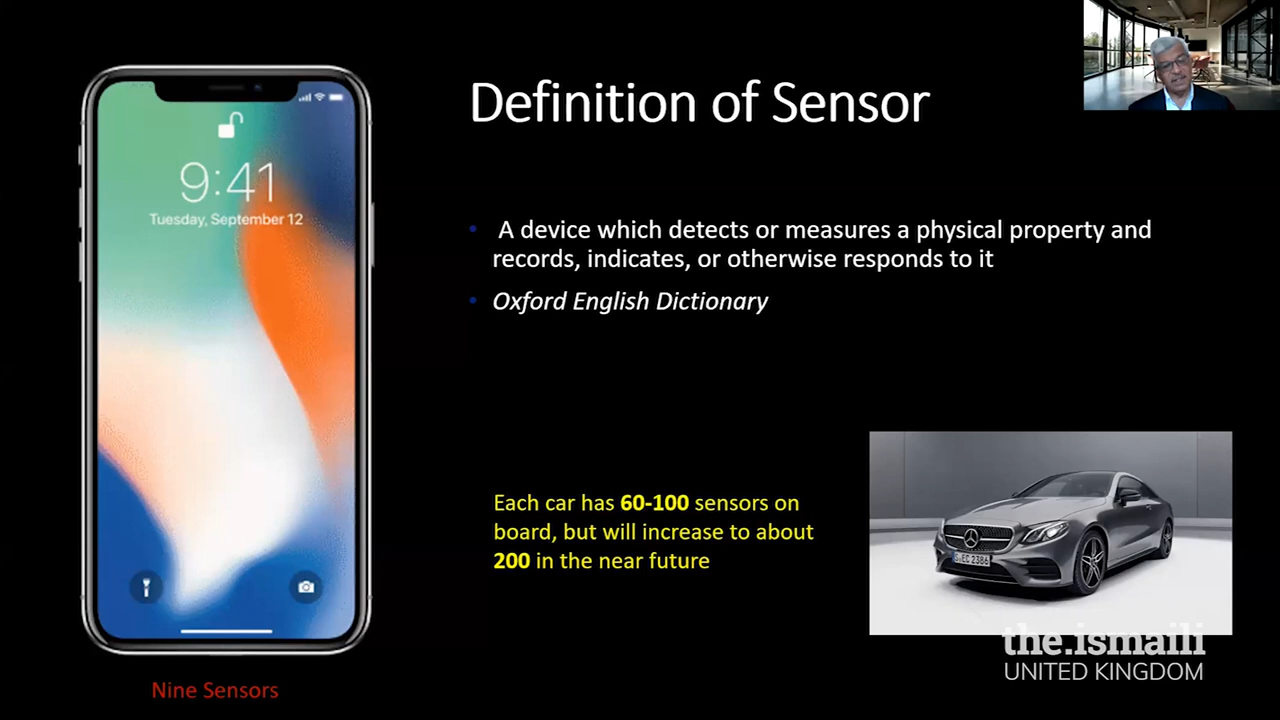 Definition of Sensor
9:41
Tuesday, September 12
A device which detects or measures a physical property and
records, indicates, or otherwise responds to it
Oxford English Dictionary
Each car has 60-100 sensors on
board, but will increase to about
200 in the near future
the.ismaili
UNITED KINGDOM
Nine Sensors